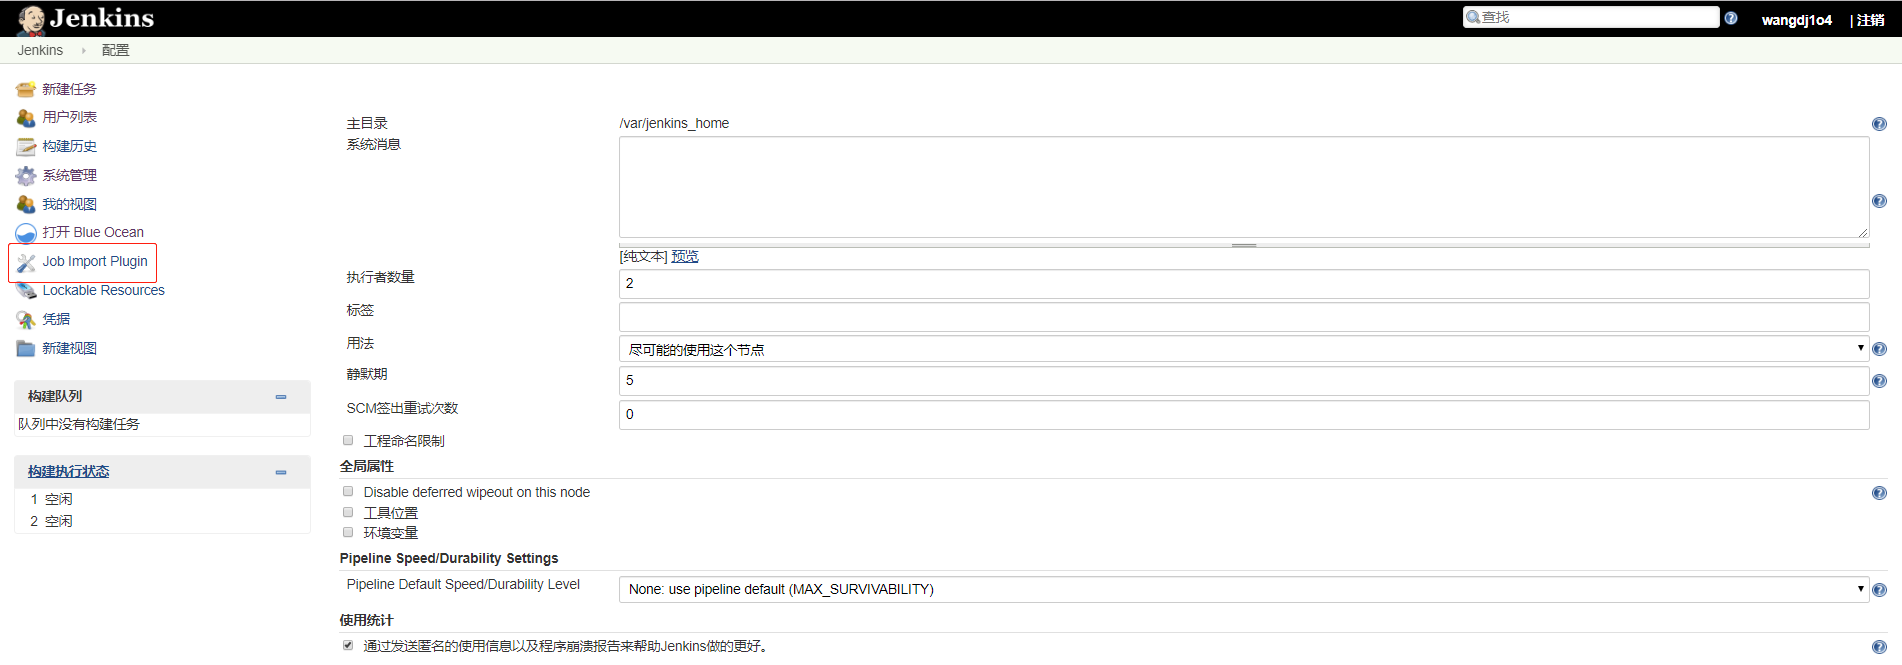 Jenkins
查找
wangdj1o4
| 注销
Jenkins
配置
新建任务
用户列表
构建历史
系统管理
我的视图
打开 Blue Ocean
Job Import Plugin
Lockable Resources
凭据
新建视图
构建队列
队列中没有构建任务
构建执行状态
1 空闲
2 空闲
主目录
/var/jenkins_home
系统消息
[纯文本] 预览
执行者数量
2
标签
用法
尽可能的使用这个节点
静默期
5
SCM签出重试次数
0
工程命名限制
全局属性
Disable deferred wipeout on this node
工具位置
环境变量
Pipeline Speed/Durability Settings
Pipeline Default Speed/Durability Level
None: use pipeline default (MAX_SURVIVABILITY)
使用统计
通过发送匿名的使用信息以及程序崩溃报告来帮助Jenkins做的更好。